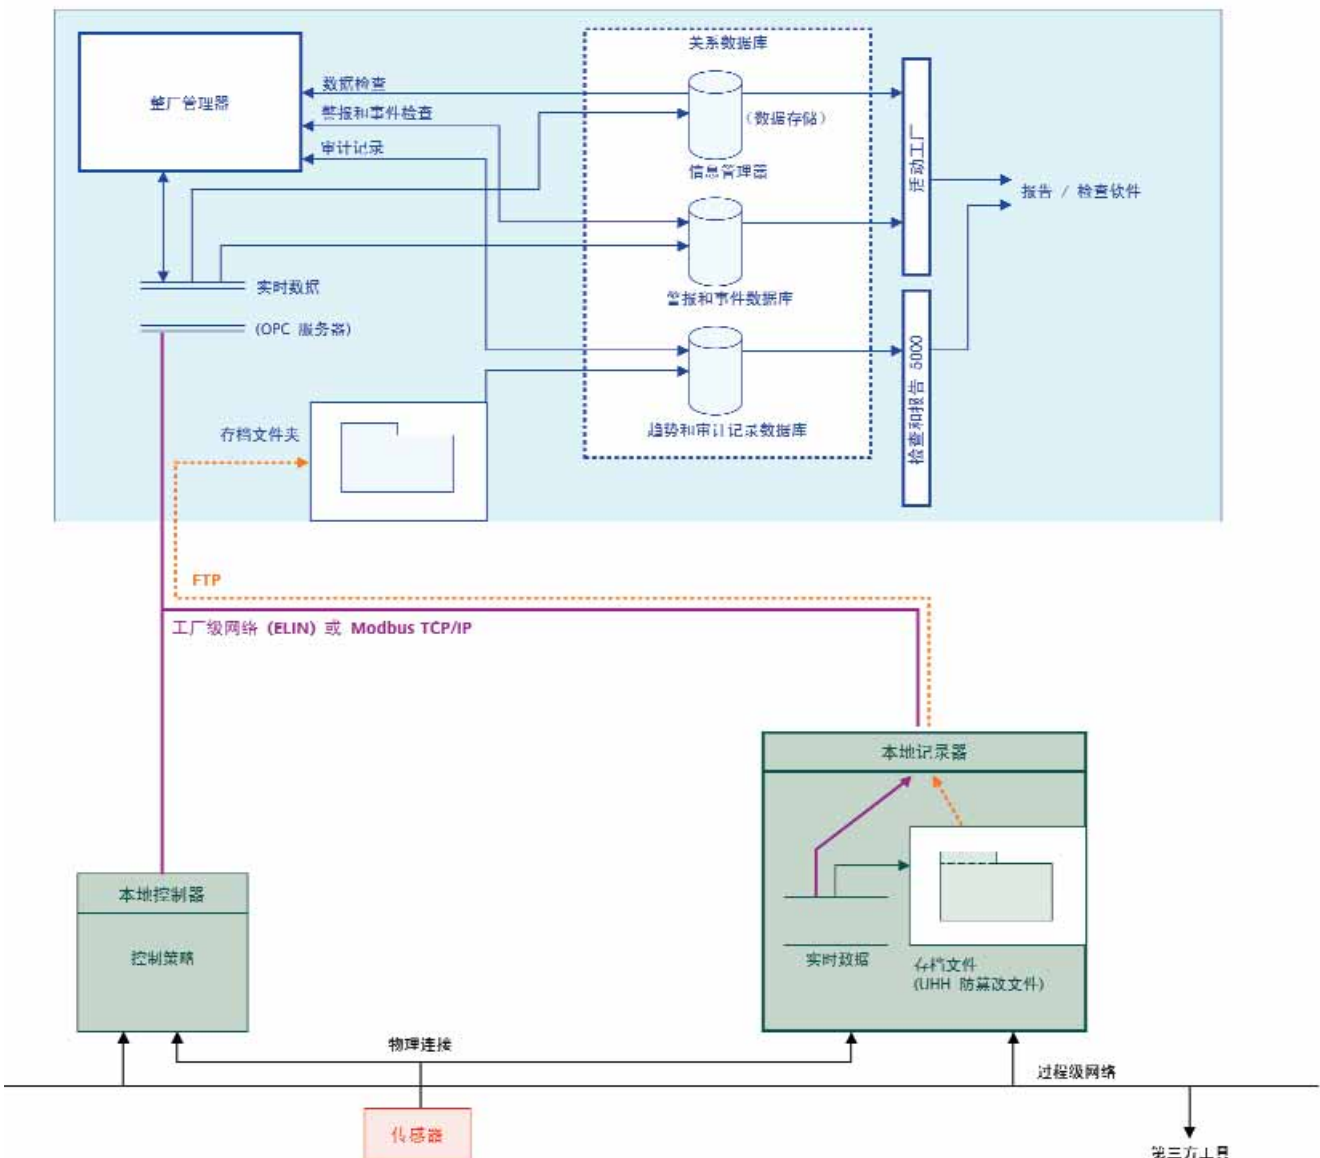 关系数据库
整厂管理器
数据检查
警报和事件检查
审计记录
(数据存储)
信息管理器
活动工厂
报告 / 检查软件
实时数据
(OPC 服务器)
警报和事件数据库
检查和报告 5000
存档文件夹
趋势和审计记录数据库
FTP
工厂级网络 (ELIN) 或 Modbus TCP/IP
本地记录器
本地控制器
控制策略
实时数据
存档文件
(UHH 防篡改文件)
物理连接
过程级网络
传感器
第三方工具